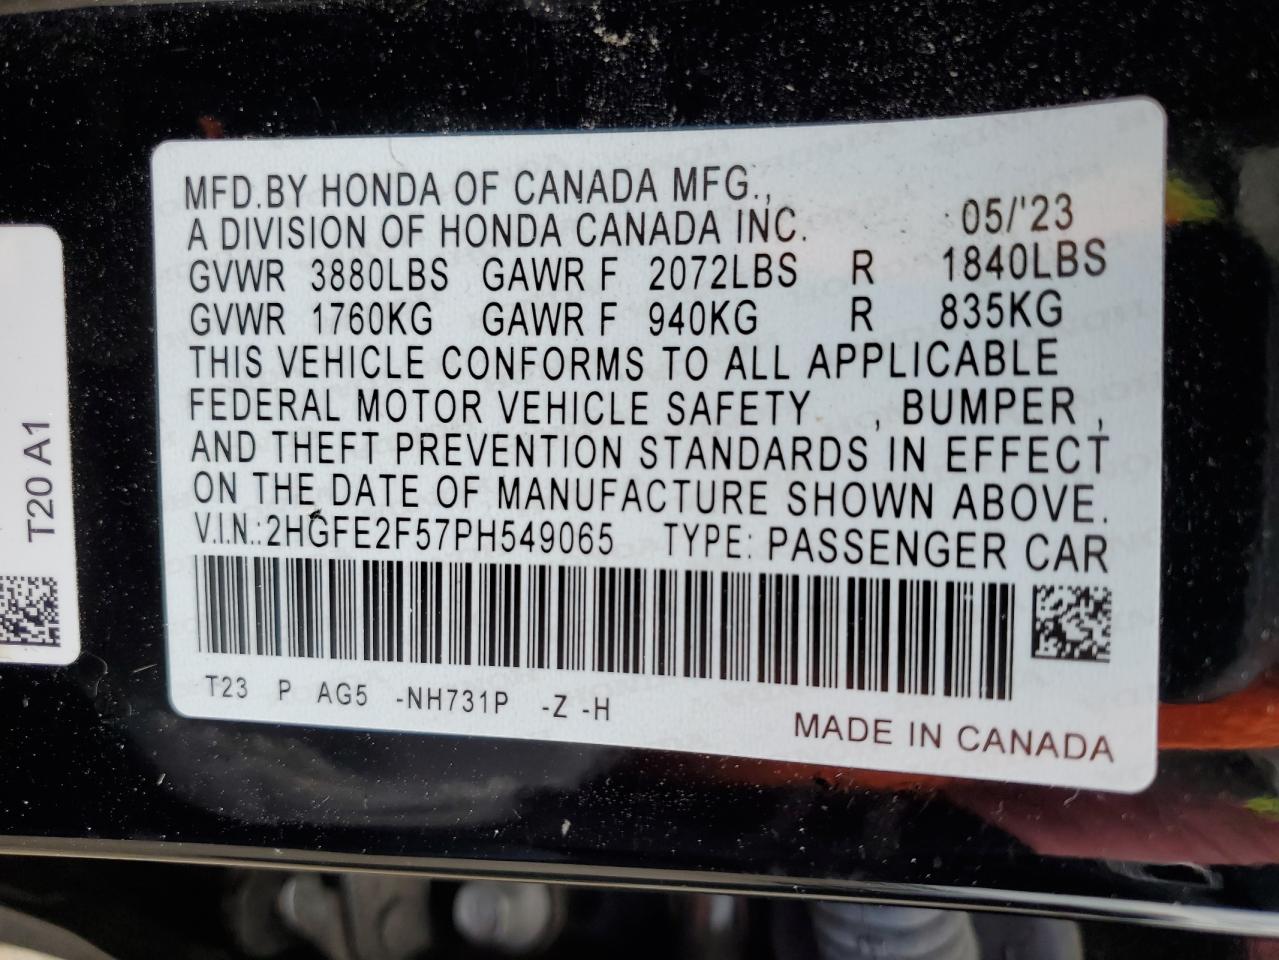 MFD.BY HONDA OF CANADA MFG.,
A DIVISION OF HONDA CANADA INC. 05/'23
GVWR 3880LBS GAWR F 2072LBS R 1840LBS
GVWR 1760KG GAWR F 940KG R 835KG
THIS VEHICLE CONFORMS TO ALL APPLICABLE
FEDERAL MOTOR VEHICLE SAFETY , BUMPER ,
AND THEFT PREVENTION STANDARDS IN EFFECT
ON THE DATE OF MANUFACTURE SHOWN ABOVE.
V.I.N.:2HGFE2F57PH549065 TYPE: PASSENGER CAR
T23 P AG5 -NH731P -Z -H
MADE IN CANADA
T20 A1